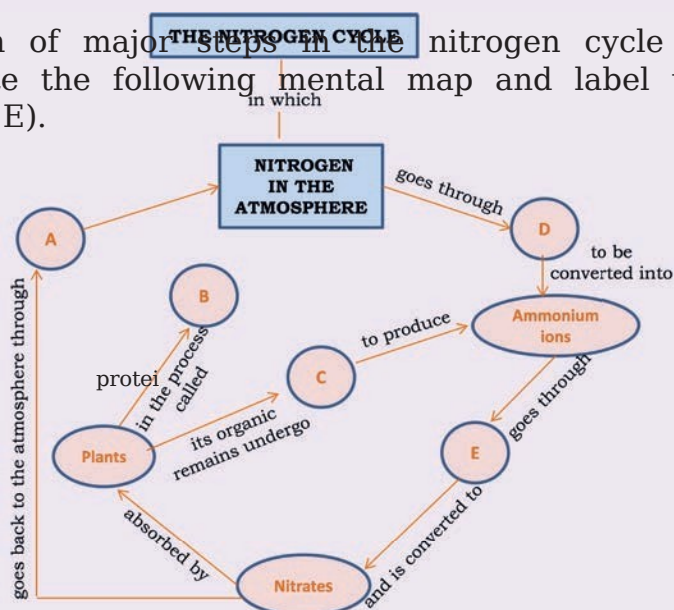 THE NITROGEN CYCLE
of major steps in the nitrogen cycle
the following mental map and label
E).
in which
NITROGEN
IN THE
ATMOSPHERE
goes through
A
D
to be
converted into
B
Ammonium
ions
to produce
C
protei
in the process
called
its organic
remains undergo
goes through
Plants
E
goes back to the atmosphere through
absorbed by
and is converted to
Nitrates